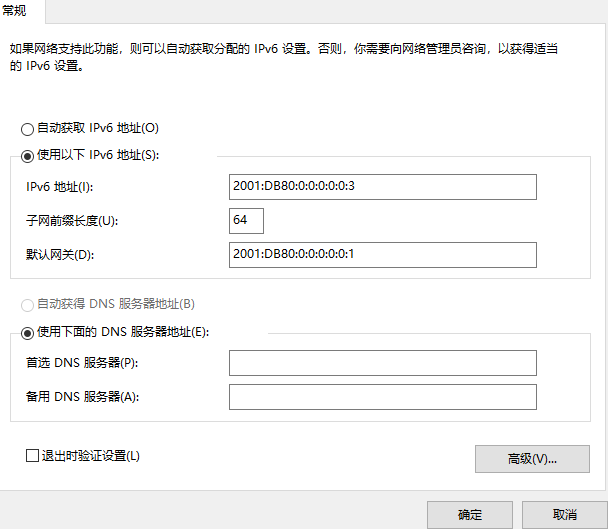 常规
如果网络支持此功能，则可以自动获取分配的 IPv6 设置。否则，你需要向网络管理员咨询，以获得适当
的 IPv6 设置。
自动获取 IPv6 地址(O)
使用以下 IPv6 地址(S):
IPv6 地址(I):
2001:DB80:0:0:0:0:0:3
子网前缀长度(U):
64
默认网关(D):
2001:DB80:0:0:0:0:0:1
自动获得 DNS 服务器地址(B)
使用下面的 DNS 服务器地址(E):
首选 DNS 服务器(P):
备用 DNS 服务器(A):
退出时验证设置(L)
高级(V)...
确定
取消